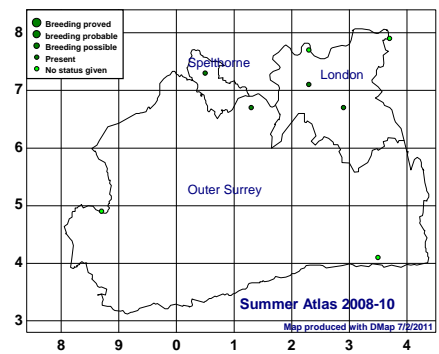 Breeding proved
breeding probable
Breeding possible
Present
No status given
8
7
6
5
4
3
Spelthorne
London
Outer Surrey
Summer Atlas 2008-10
Map produced with DMap 7/2/2011
8 9 0 1 2 3 4